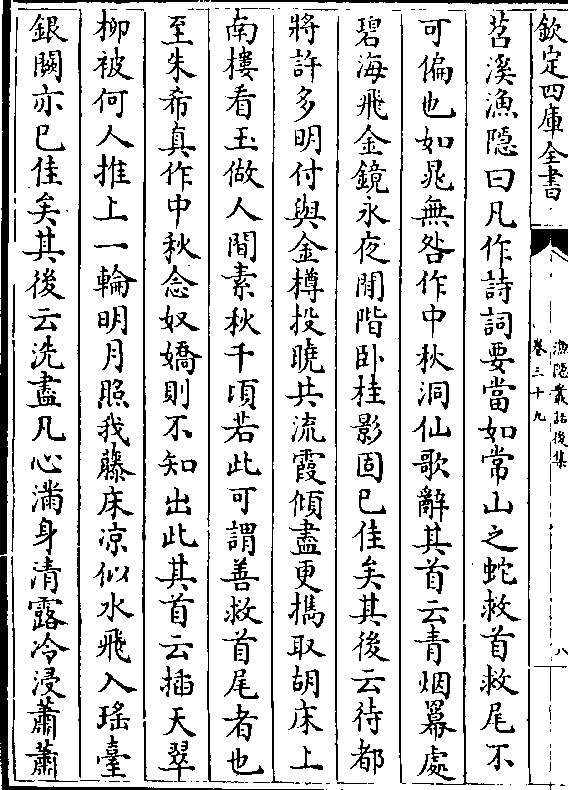 欽定四庫全書
漁隱叢話後集
卷三十九
八
苕溪漁隱曰凡作詩詞要當如常山之蛇救首救尾不
可偏也如晁無咎作中秋洞仙歌辭其首云青烟羃處
碧海飛金鏡永夜閒階卧桂影固已佳矣其後云待都
將許多明付與金樽投曉共流霞傾盡更攜取胡床上
南樓看玉做人間素秋千頃若此可謂善救首尾者也
至朱希真作中秋念奴嬌則不知出此其首云插天翠
柳被何人推上一輪明月照我藤床凉似水飛入瑤臺
銀闕亦已佳矣其後云洗盡凡心滿身清露冷浸蕭蕭